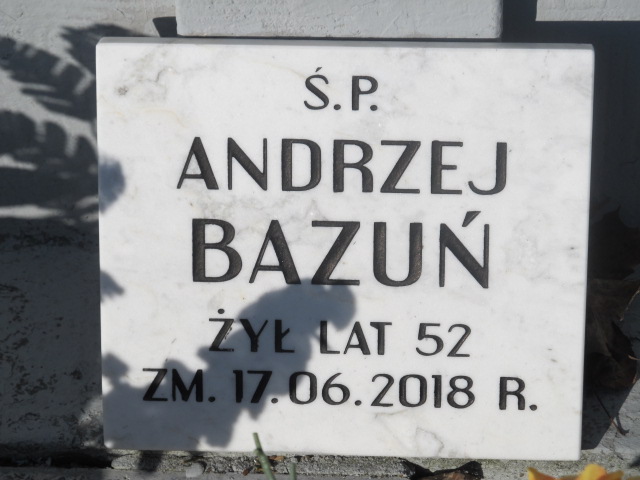 Ś.P.
ANDRZEJ
BAZUŃ
ŻYŁ LAT 52
ZM. 17.06.2018 R.